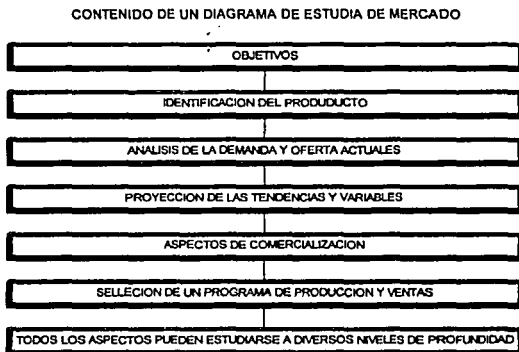 CONTENIDO DE UN DIAGRAMA DE ESTUDIA DE MERCADO
OBJETIVOS
IDENTIFICACION DEL PRODUDUCTO
ANALISIS DE LA DEMANDA Y OFERTA ACTUALES
PROYECCION DE LAS TENDENCIAS Y VARIABLES
ASPECTOS DE COMERCIALIZACION
SELLECION DE UN PROGRAMA DE PRODUCCION Y VENTAS
TODOS LOS ASPECTOS PUEDEN ESTUDIARSE A DIVERSOS NIVELES DE PROFUNDIDAD